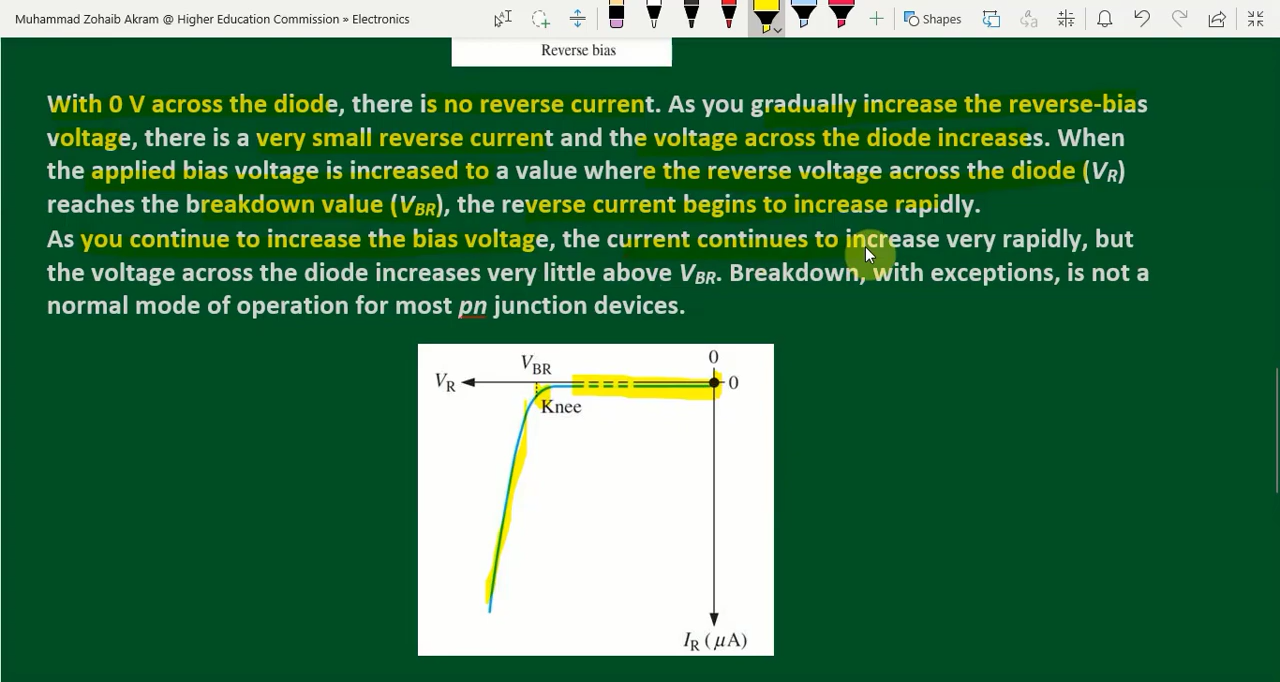 Muhammad Zohaib Akram @ Higher Education Commission » Electronics
Shapes
Reverse bias
With 0 V across the diode, there is no reverse current. As you gradually increase the reverse-bias
voltage, there is a very small reverse current and the voltage across the diode increases. When
the applied bias voltage is increased to a value where the reverse voltage across the diode (VR)
reaches the breakdown value (VBR), the reverse current begins to increase rapidly.
As you continue to increase the bias voltage, the current continues to increase very rapidly, but
the voltage across the diode increases very little above VBR. Breakdown, with exceptions, is not a
normal mode of operation for most pn junction devices.
0
VBR
VR
0
Knee
IR (μA)